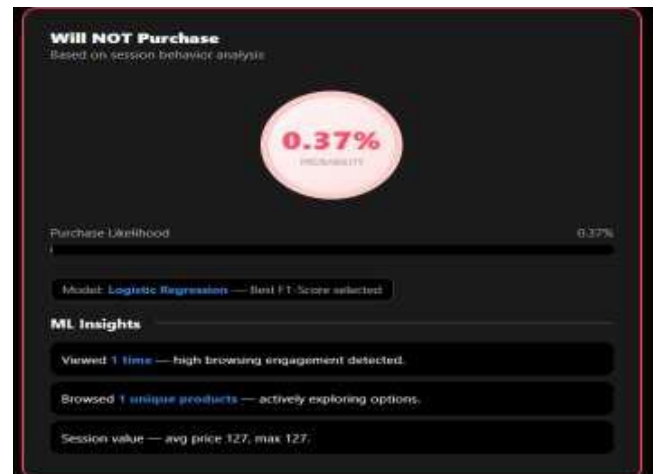 Will NOT Purchase
Based on session behavior analysis
0.37%
PROBABILITY
Purchase Likelihood 0.37%
Model: Logistic Regression — Best F1-Score selected
ML Insights
Viewed 1 time — high browsing engagement detected.
Browsed 1 unique products — actively exploring options.
Session value — avg price 127, max 127.